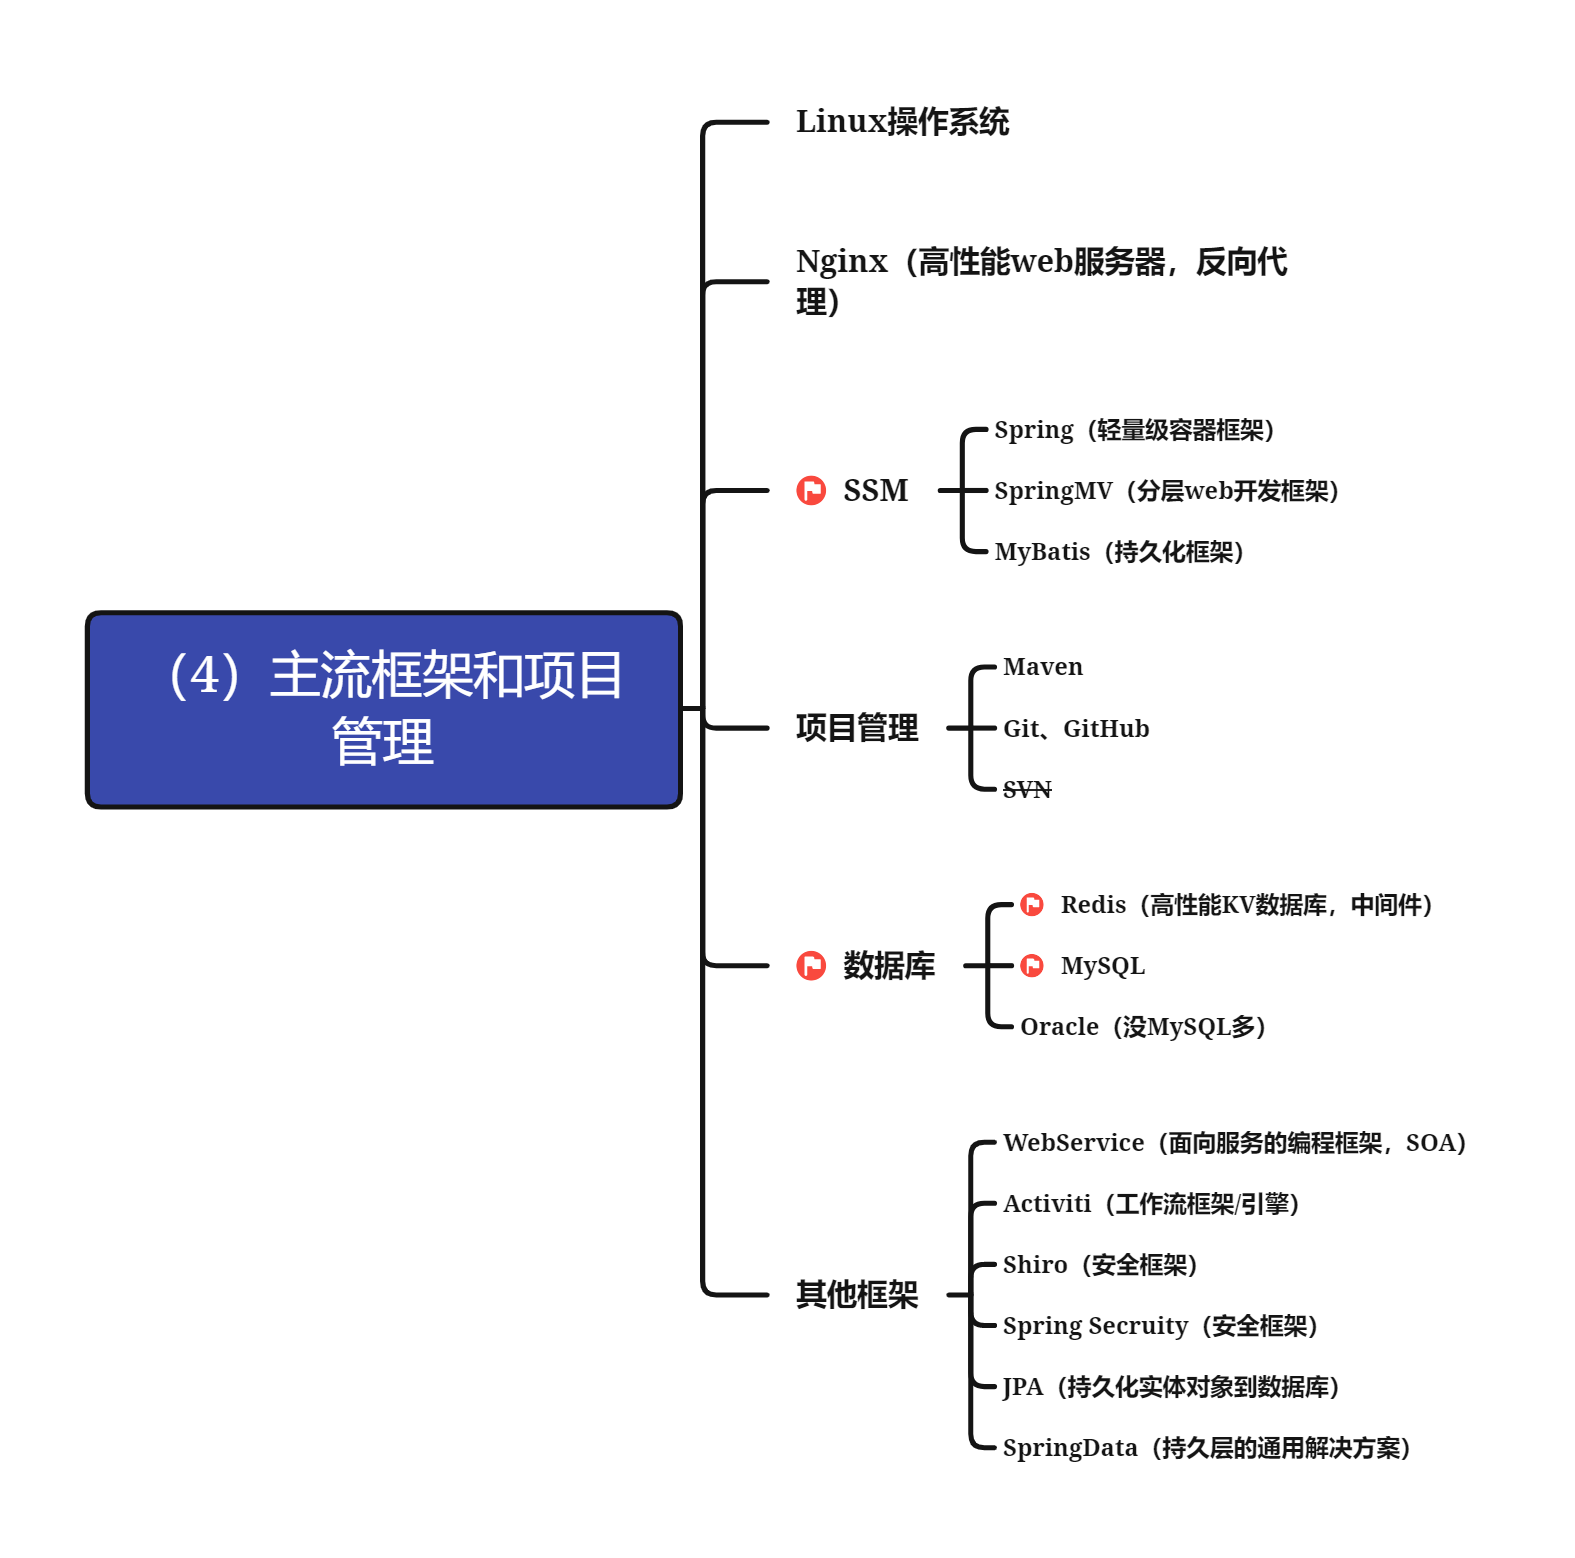 Linux操作系统
Nginx（高性能web服务器，反向代
理）
Spring（轻量级容器框架）
SSM
SpringMV（分层web开发框架）
MyBatis（持久化框架）
（4）主流框架和项目
管理
Maven
项目管理
Git、GitHub
SVN
Redis（高性能KV数据库，中间件）
数据库
MySQL
Oracle（没MySQL多）
WebService（面向服务的编程框架，SOA）
Activiti（工作流框架/引擎）
Shiro（安全框架）
其他框架
Spring Secruity（安全框架）
JPA（持久化实体对象到数据库）
SpringData（持久层的通用解决方案）